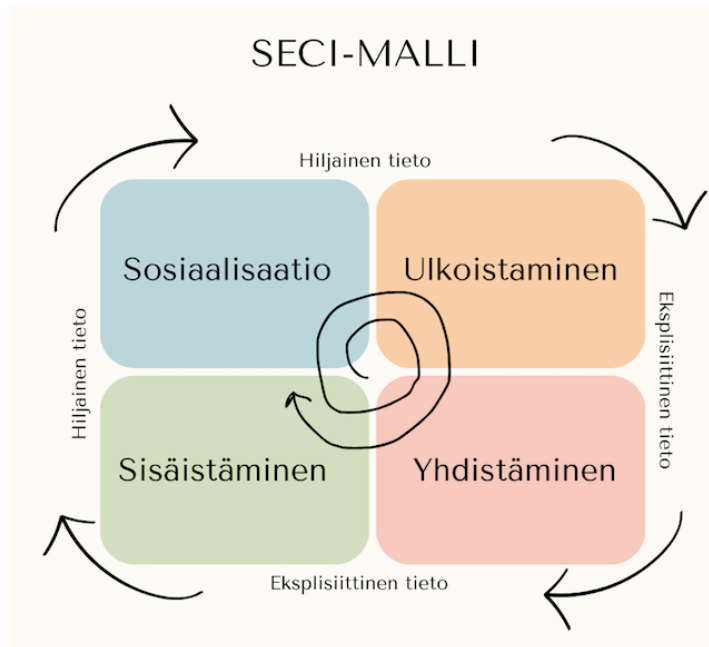 SECI-MALLI
Hiljainen tieto
Sosiaalisaatio
Ulkoistaminen
Hiljainen tieto
Eksplisiittinen tieto
Sisäistäminen
Yhdistäminen
Eksplisiittinen tieto